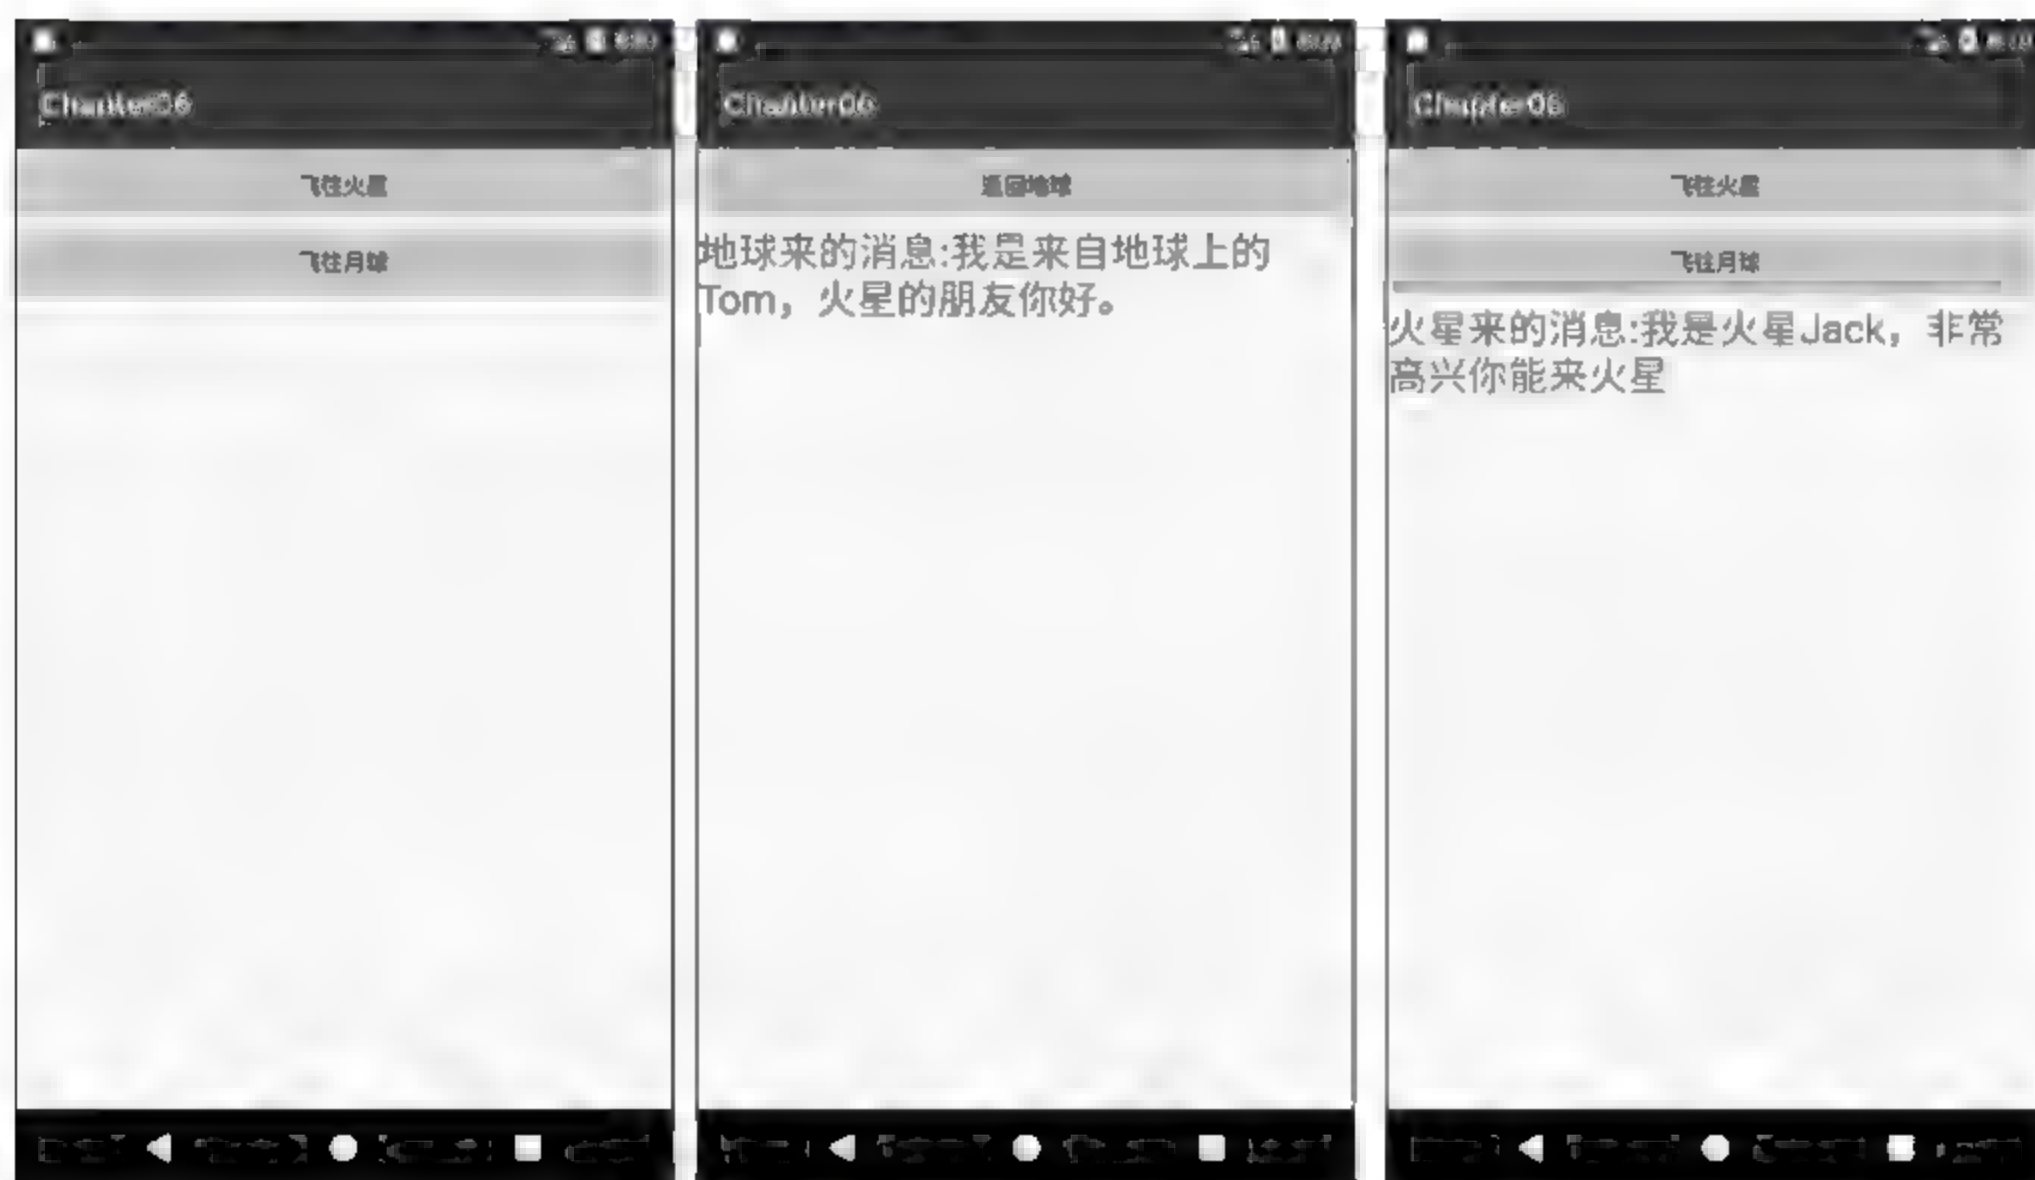 Chapter06
飞往火星
飞往月球
Chapter06
返回地球
地球来的消息:我是来自地球上的
Tom，火星的朋友你好。
Chapter06
飞往火星
飞往月球
火星来的消息:我是火星Jack，非常
高兴你能来火星